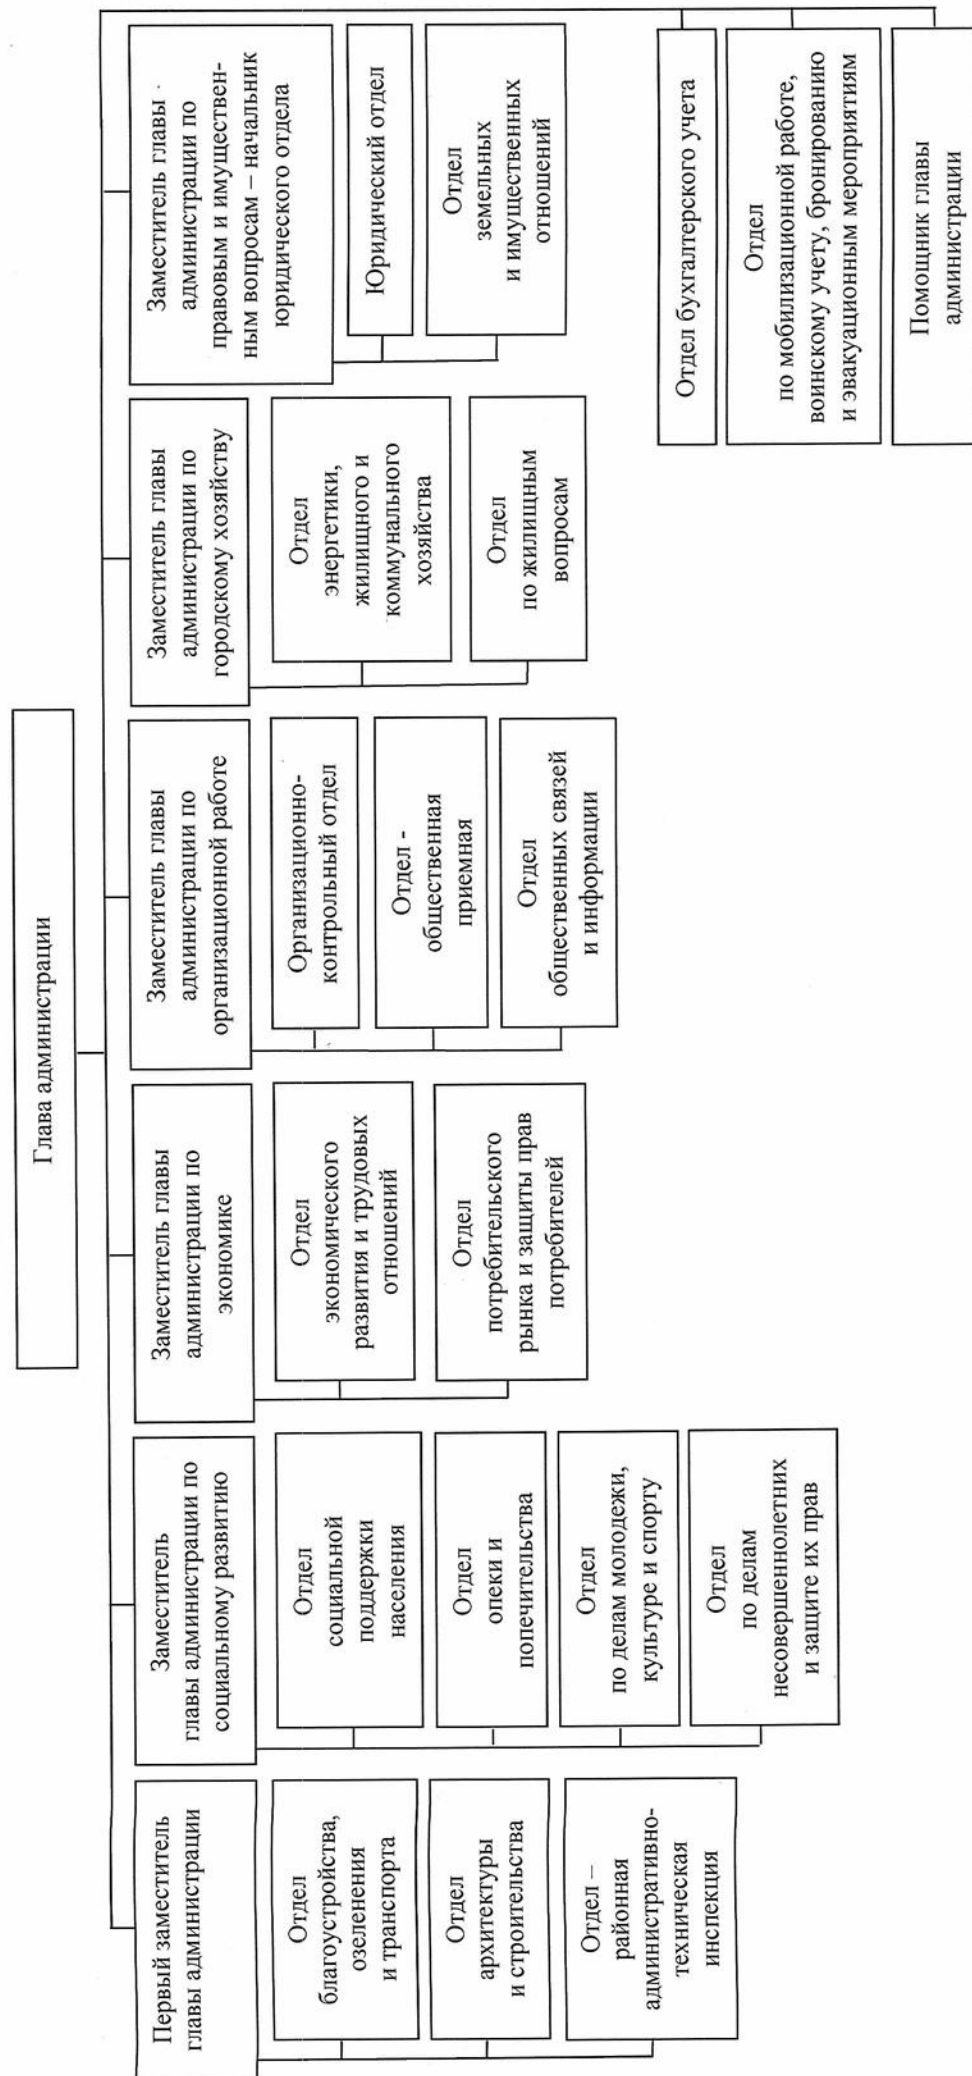 Глава администрации
Первый заместитель
главы администрации
Отдел
благоустройства,
озеленения
и транспорта
Отдел
архитектуры
и строительства
Отдел –
районная
административно-
техническая
инспекция
Заместитель
главы администрации по
социальному развитию
Отдел
социальной
поддержки
населения
Отдел
опеки и
попечительства
Отдел
по делам молодежи,
культуре и спорту
Отдел
по делам
несовершеннолетних
и защите их прав
Заместитель главы
администрации по
экономике
Отдел
экономического
развития и трудовых
отношений
Отдел
потребительского
рынка и защиты прав
потребителей
Заместитель главы
администрации по
организационной работе
Организационно-
контрольный отдел
Отдел -
общественная
приемная
Отдел
общественных связей
и информации
Заместитель главы
администрации по
городскому хозяйству
Отдел
энергетики,
жилищного и
коммунального
хозяйства
Отдел
по жилищным
вопросам
Заместитель главы
администрации по
правовым и имуществен-
ным вопросам – начальник
юридического отдела
Юридический отдел
Отдел
земельных
и имущественных
отношений
Отдел бухгалтерского учета
Отдел
по мобилизационной работе,
воинскому учету, бронированию
и эвакуационным мероприятиям
Помощник главы
администрации